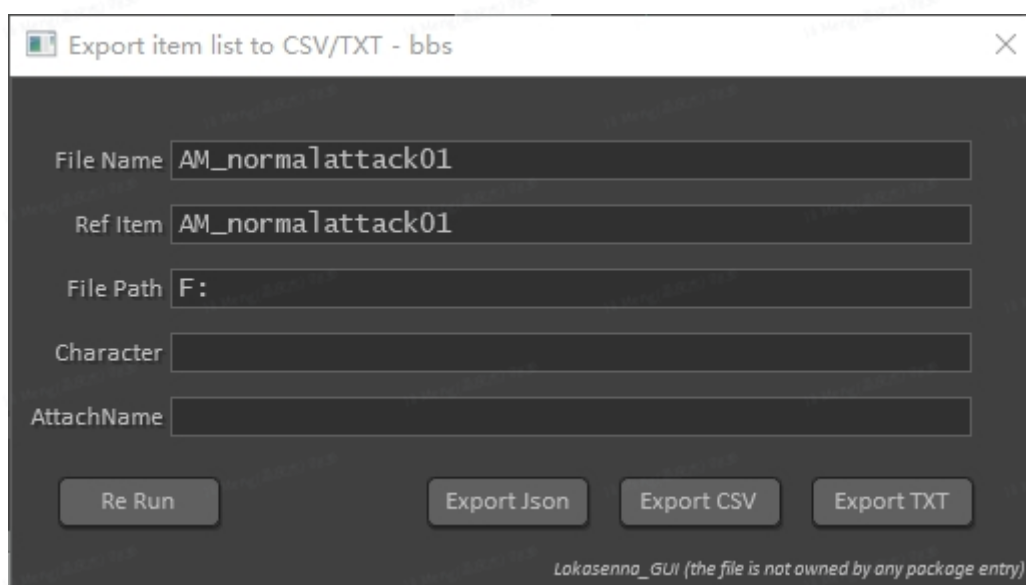 Export item list to CSV/TXT - bbs
File Name AM_normalattack01
Ref Item AM_normalattack01
File Path F:
Character
AttachName
Re Run Export Json Export CSV Export TXT
Lokasenna_GUI (the file is not owned by any package entry)